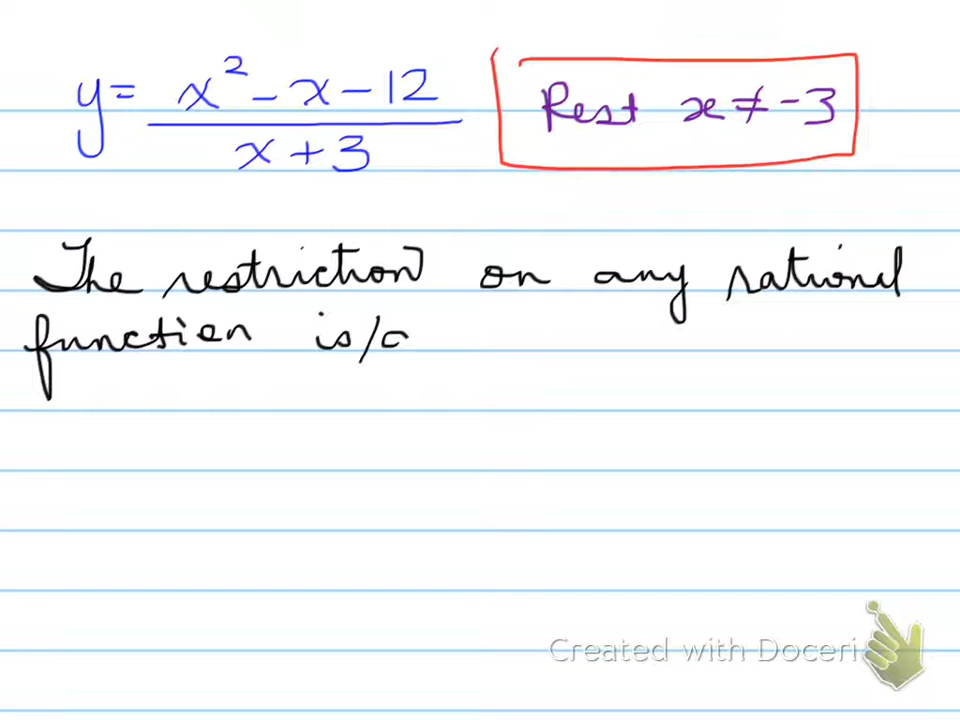 y = x² - x - 12 / x + 3
Rest x ≠ -3
The restriction on any rational
function is/a
Created with Doceri